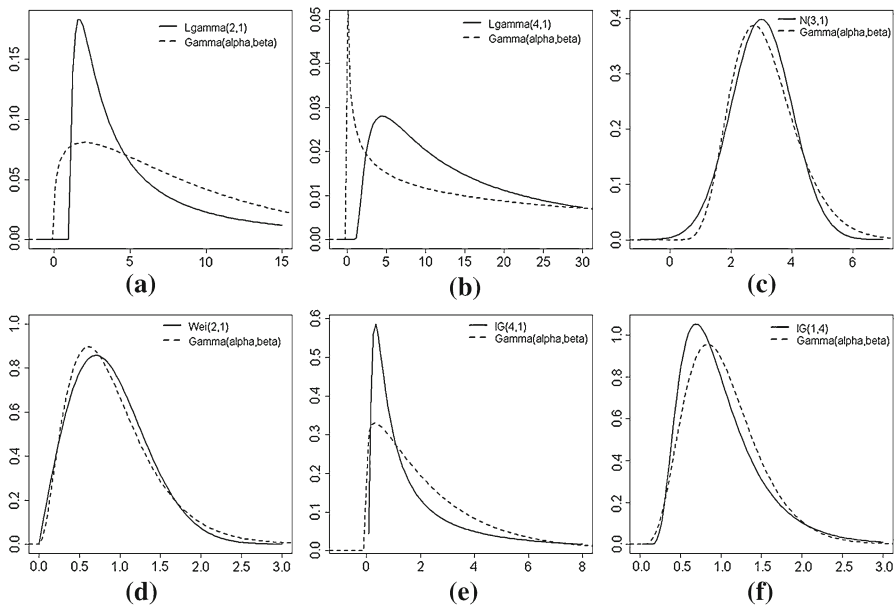 Lgamma(2,1)
Gamma(alpha,beta)
0.00 0.05 0.10 0.15
0 5 10 15
(a)
Lgamma(4,1)
Gamma(alpha,beta)
0.00 0.01 0.02 0.03 0.04 0.05
0 5 10 15 20 25 30
(b)
N(3,1)
Gamma(alpha,beta)
0.0 0.1 0.2 0.3 0.4
0 2 4 6
(c)
Wei(2,1)
Gamma(alpha,beta)
0.0 0.2 0.4 0.6 0.8 1.0
0.0 0.5 1.0 1.5 2.0 2.5 3.0
(d)
IG(4,1)
Gamma(alpha,beta)
0.0 0.1 0.2 0.3 0.4 0.5 0.6
0 2 4 6 8
(e)
IG(1,4)
Gamma(alpha,beta)
0.0 0.2 0.4 0.6 0.8 1.0
0.0 0.5 1.0 1.5 2.0 2.5 3.0
(f)